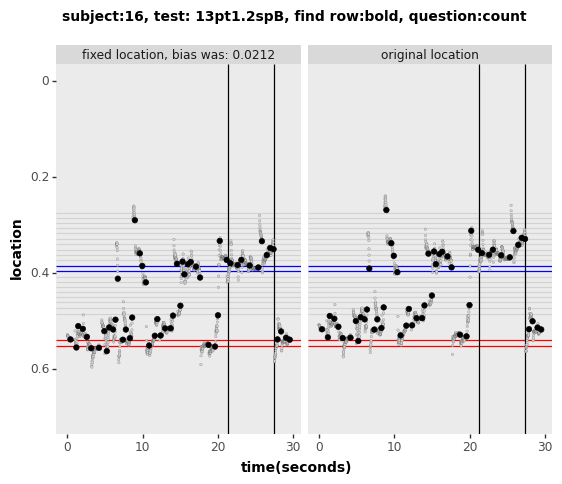 subject:16, test: 13pt1.2spB, find row:bold, question:count
fixed location, bias was: 0.0212
original location
0
0.2
0.4
0.6
location
0
10
20
30
0
10
20
30
time(seconds)